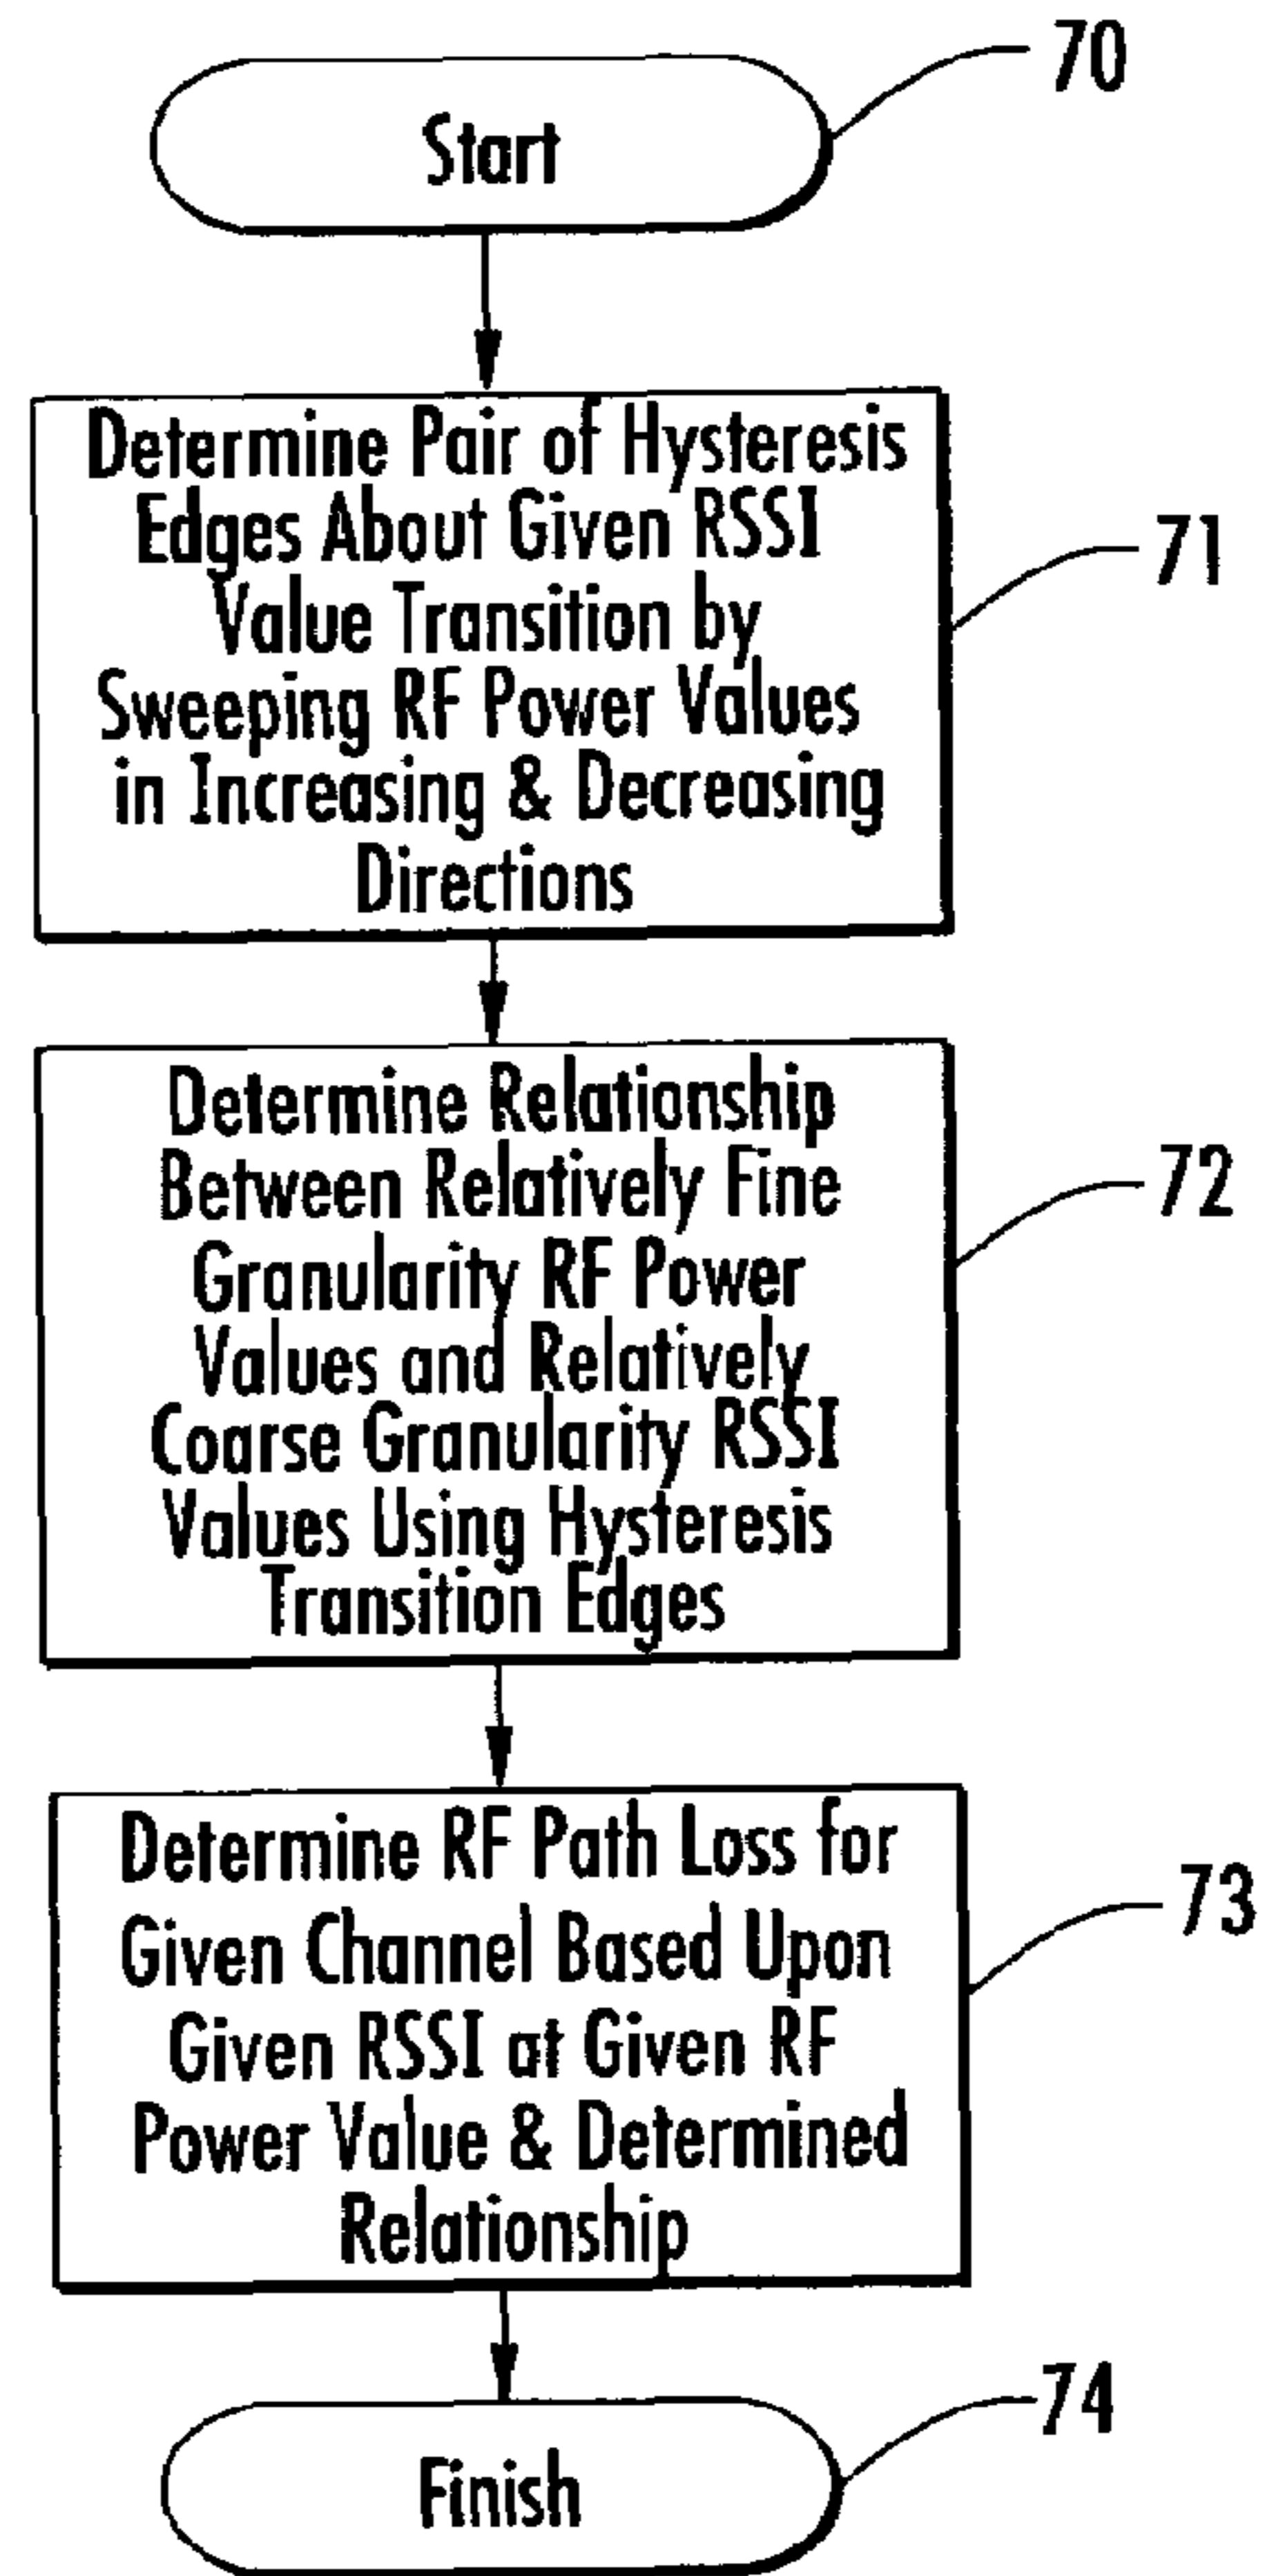 70
Start
Determine Pair of Hysteresis
Edges About Given RSSI
Value Transition by
Sweeping RF Power Values
in Increasing & Decreasing
Directions
71
Determine Relationship
Between Relatively Fine
Granularity RF Power
Values and Relatively
Coarse Granularity RSSI
Values Using Hysteresis
Transition Edges
72
Determine RF Path Loss for
Given Channel Based Upon
Given RSSI at Given RF
Power Value & Determined
Relationship
73
74
Finish